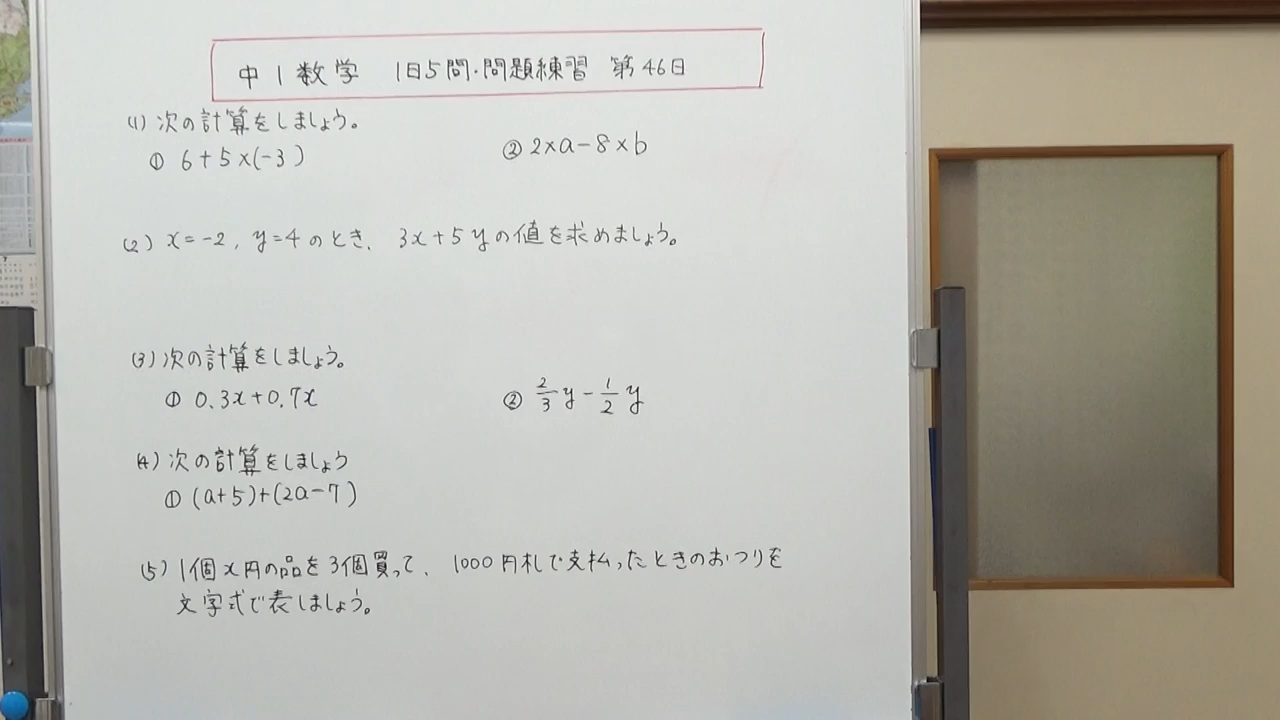 中1数学 1日5問・問題練習 第46日
(1) 次の計算をしましょう。
① 6+5×(-3) ② 2×a-8×b
(2) x=-2, y=4のとき、3x+5yの値を求めましょう。
(3) 次の計算をしましょう。
① 0.3x+0.7x ② 2/3 y - 1/2 y
(4) 次の計算をしましょう
① (a+5)+(2a-7)
(5) 1個x円の品を3個買って、1000円札で支払ったときのおつりを
文字式で表しましょう。